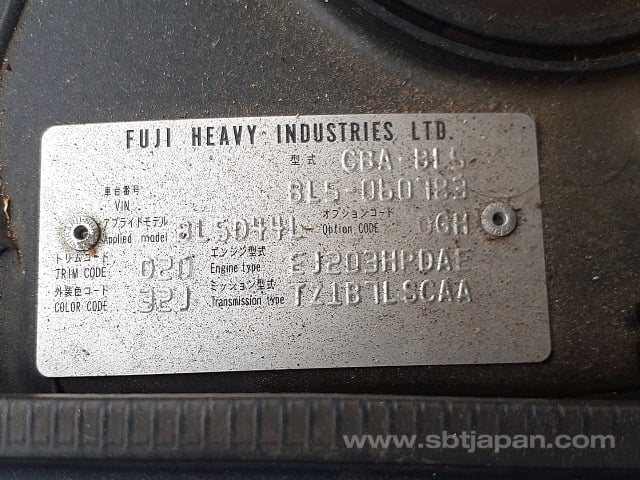 FUJI HEAVY INDUSTRIES LTD.
型式 CBA-BL5
車台番号 VIN BL5-060183
アプライドモデル Applied model BL5D44L オプションコード Option CODE OGH
トリムコード TRIM CODE エンジン型式 Engine type EJ203HPDAE
外装色コード COLOR CODE 32J ミッション型式 Transmission type TZ1B7LSCAA
www.sbtjapan.com